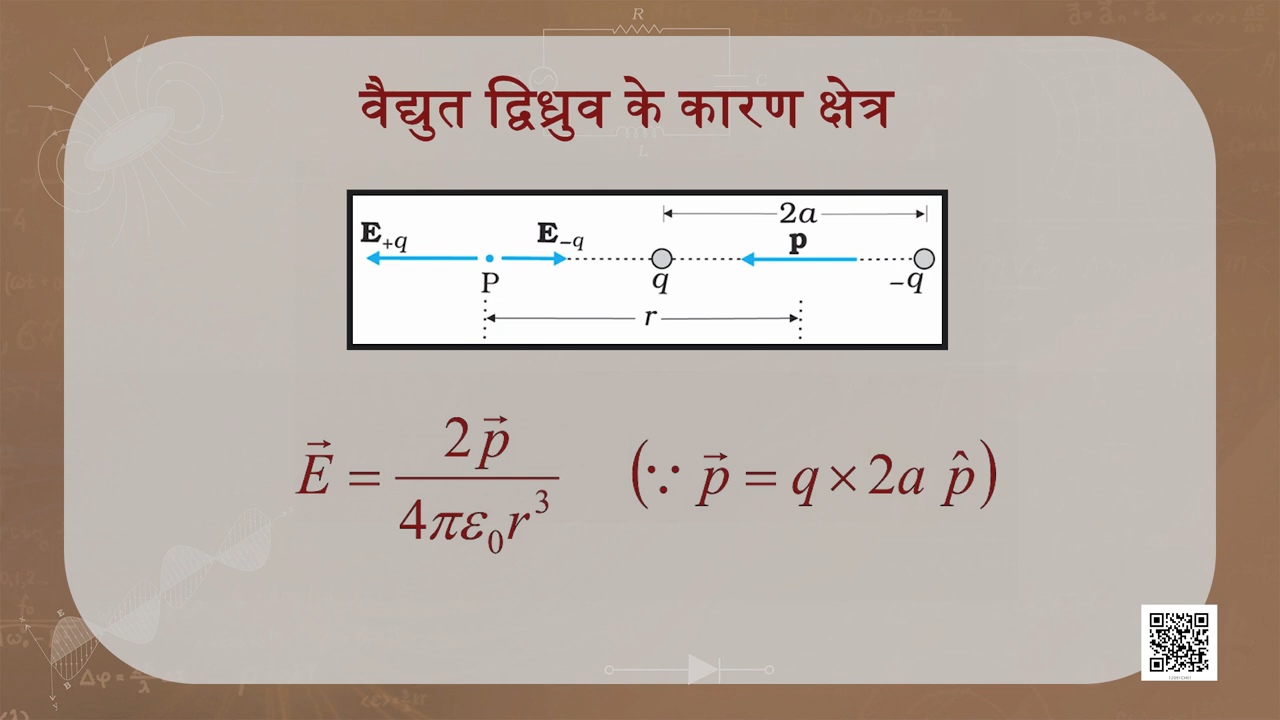 वैद्युत द्विध्रुव के कारण क्षेत्र
2a
E+q E−q p
P q −q
r
E⃗ = 2p⃗ / 4πε₀r³ (∵ p⃗ = q × 2a p̂)